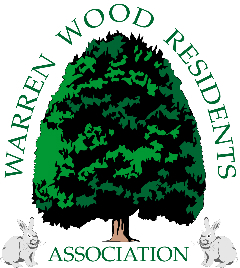 WARREN WOOD RESIDENTS
ASSOCIATION